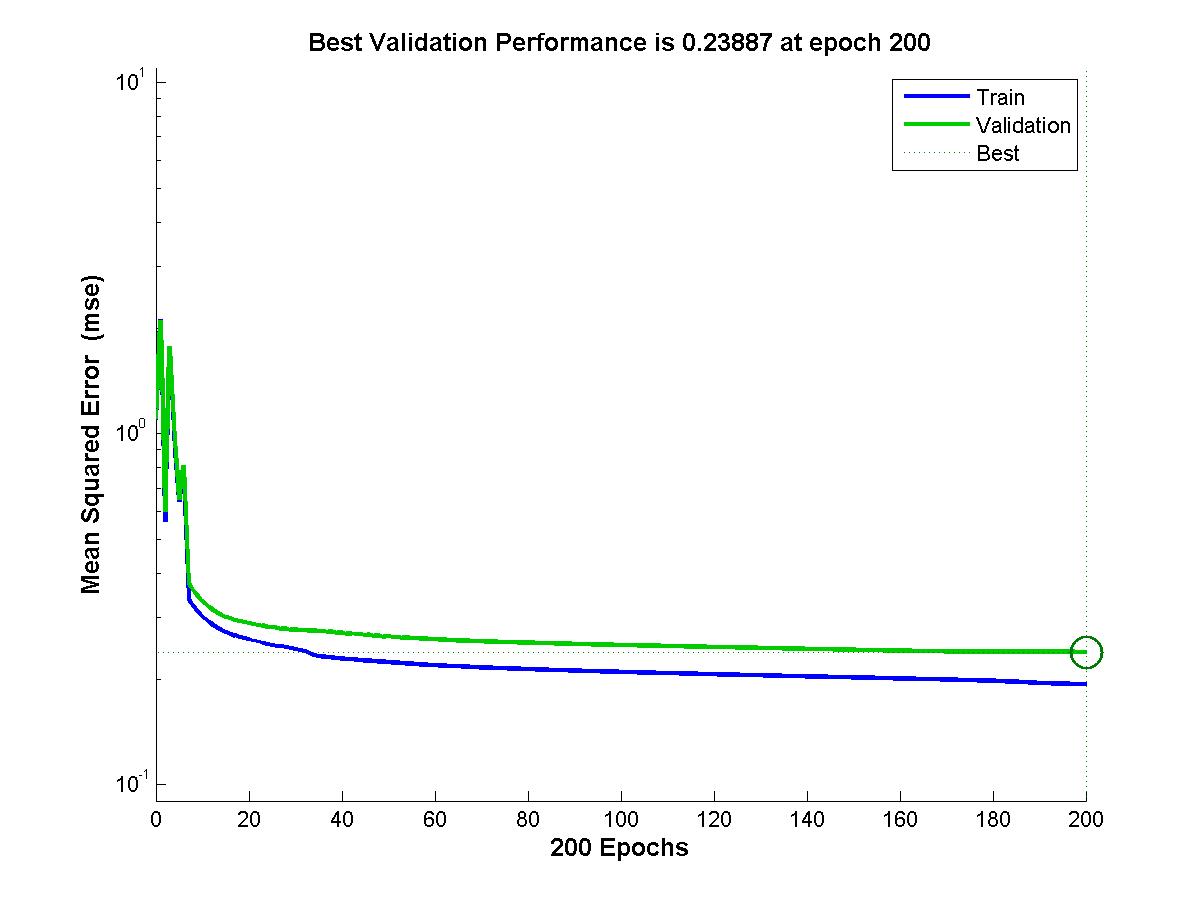 Best Validation Performance is 0.23887 at epoch 200
Train
Validation
Best
Mean Squared Error (mse)
10^1
10^0
10^-1
0 20 40 60 80 100 120 140 160 180 200
200 Epochs